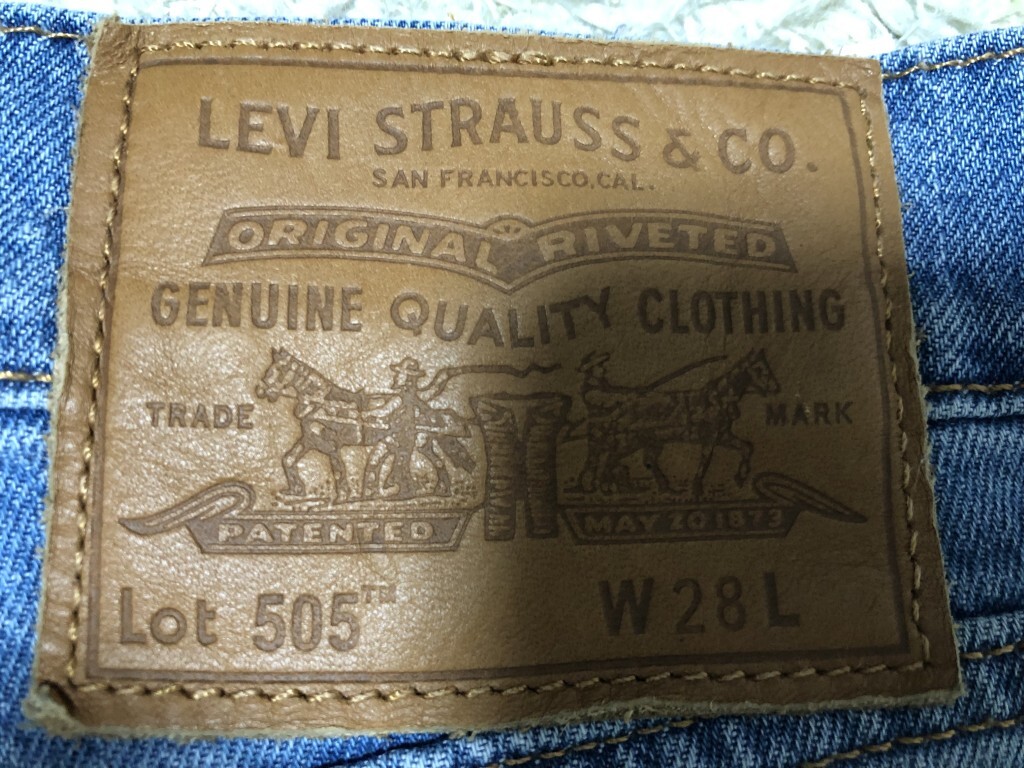 LEVI STRAUSS & CO.
SAN FRANCISCO, CAL.
ORIGINAL RIVETED
GENUINE QUALITY CLOTHING
TRADE MARK
PATENTED MAY 20 1873
Lot 505™ W 28 L